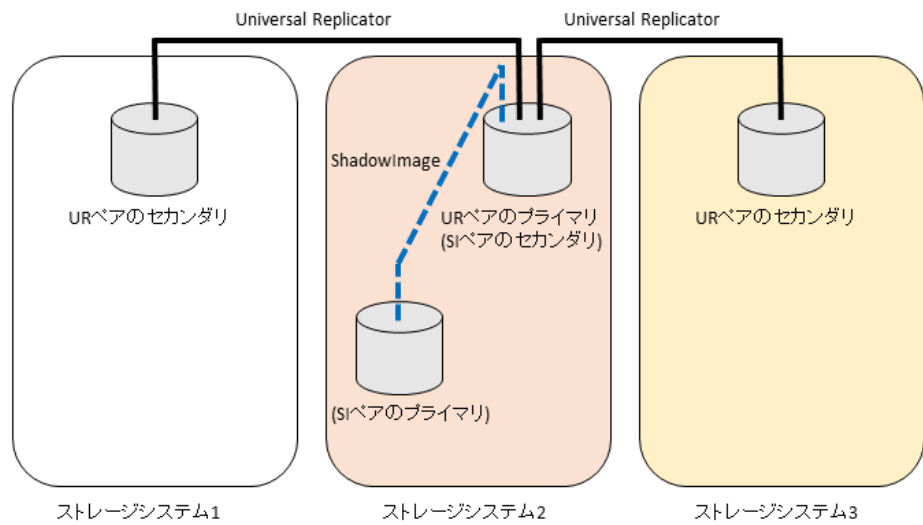 Universal Replicator
Universal Replicator
ShadowImage
URペアのセカンダリ
URペアのプライマリ
(SIペアのセカンダリ)
URペアのセカンダリ
(SIペアのプライマリ)
ストレージシステム1
ストレージシステム2
ストレージシステム3